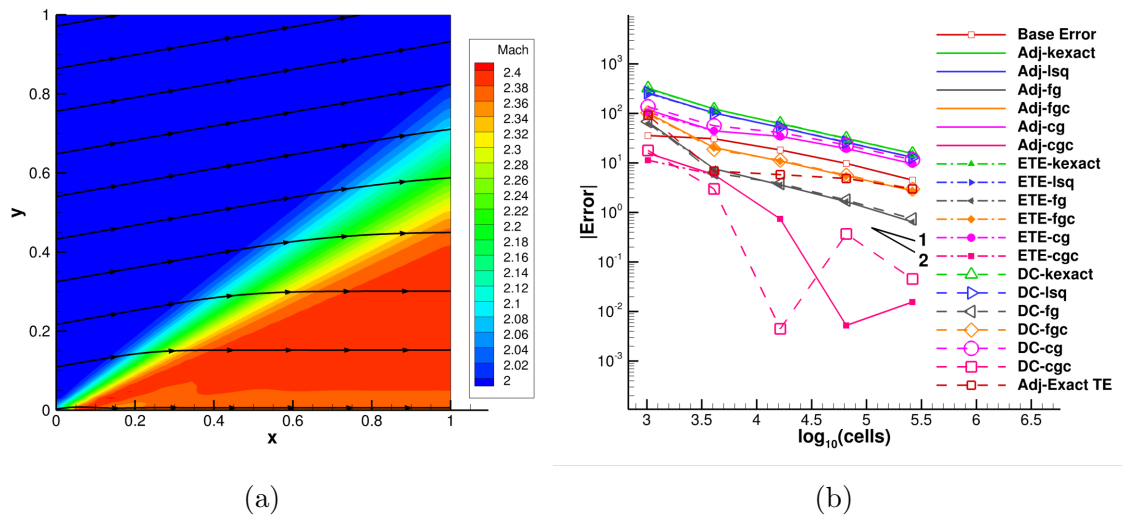 1
0.8
0.6
0.4
0.2
0
y
0
0.2
0.4
0.6
0.8
1
x
Mach
2.4
2.38
2.36
2.34
2.32
2.3
2.28
2.26
2.24
2.22
2.2
2.18
2.16
2.14
2.12
2.1
2.08
2.06
2.04
2.02
2
(a)
|Error|
10³
10²
10¹
10⁰
10⁻¹
10⁻²
10⁻³
3
3.5
4
4.5
5
5.5
6
6.5
log₁₀(cells)
1
2
Base Error
Adj-kexact
Adj-lsq
Adj-fg
Adj-fgc
Adj-cg
Adj-cgc
ETE-kexact
ETE-lsq
ETE-fg
ETE-fgc
ETE-cg
ETE-cgc
DC-kexact
DC-lsq
DC-fg
DC-fgc
DC-cg
DC-cgc
Adj-Exact TE
(b)